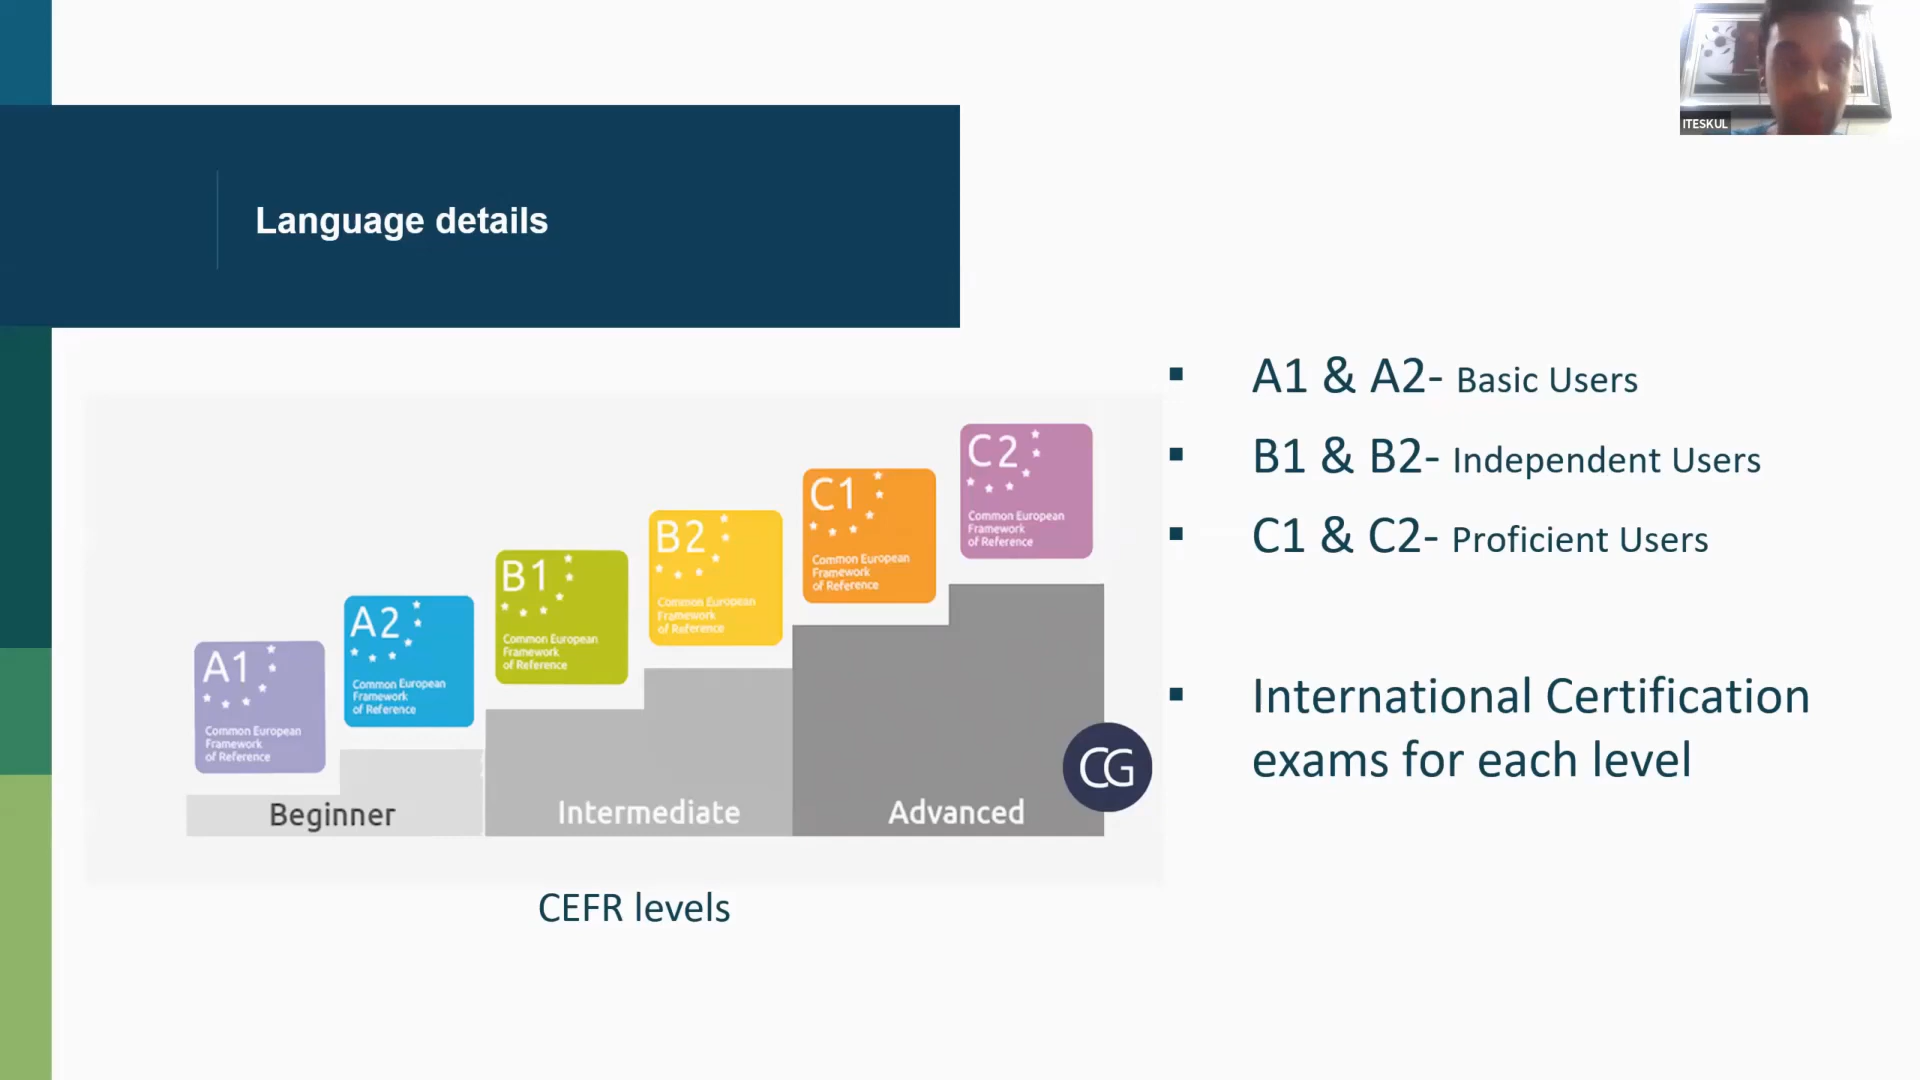 ITESKUL
Language details
A1 & A2- Basic Users
B1 & B2- Independent Users
C1 & C2- Proficient Users
International Certification
exams for each level
C2
Common European
Framework
of Reference
C1
Common European
Framework
of Reference
B2
Common European
Framework
of Reference
B1
Common European
Framework
of Reference
A2
Common European
Framework
of Reference
A1
Common European
Framework
of Reference
CG
Beginner
Intermediate
Advanced
CEFR levels